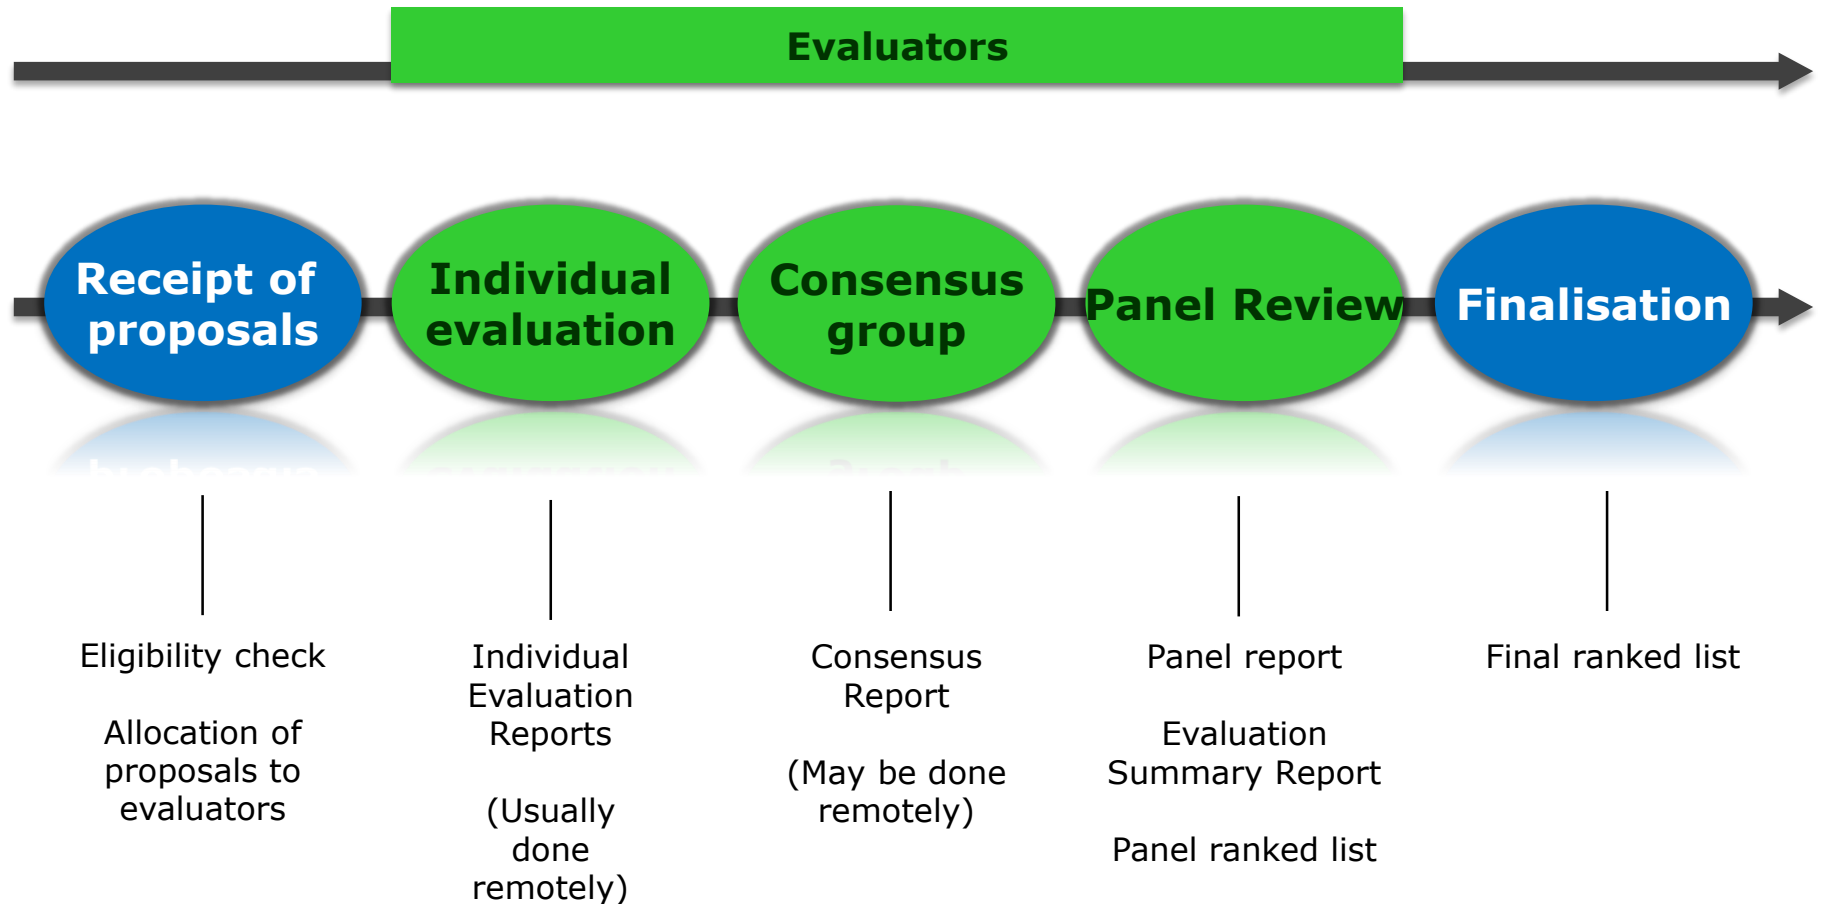 Evaluators
Receipt of
proposals
Individual
evaluation
Consensus
group
Panel Review
Finalisation
Eligibility check
Allocation of
proposals to
evaluators
Individual
Evaluation
Reports
(Usually
done
remotely)
Consensus
Report
(May be done
remotely)
Panel report
Evaluation
Summary Report
Panel ranked list
Final ranked list